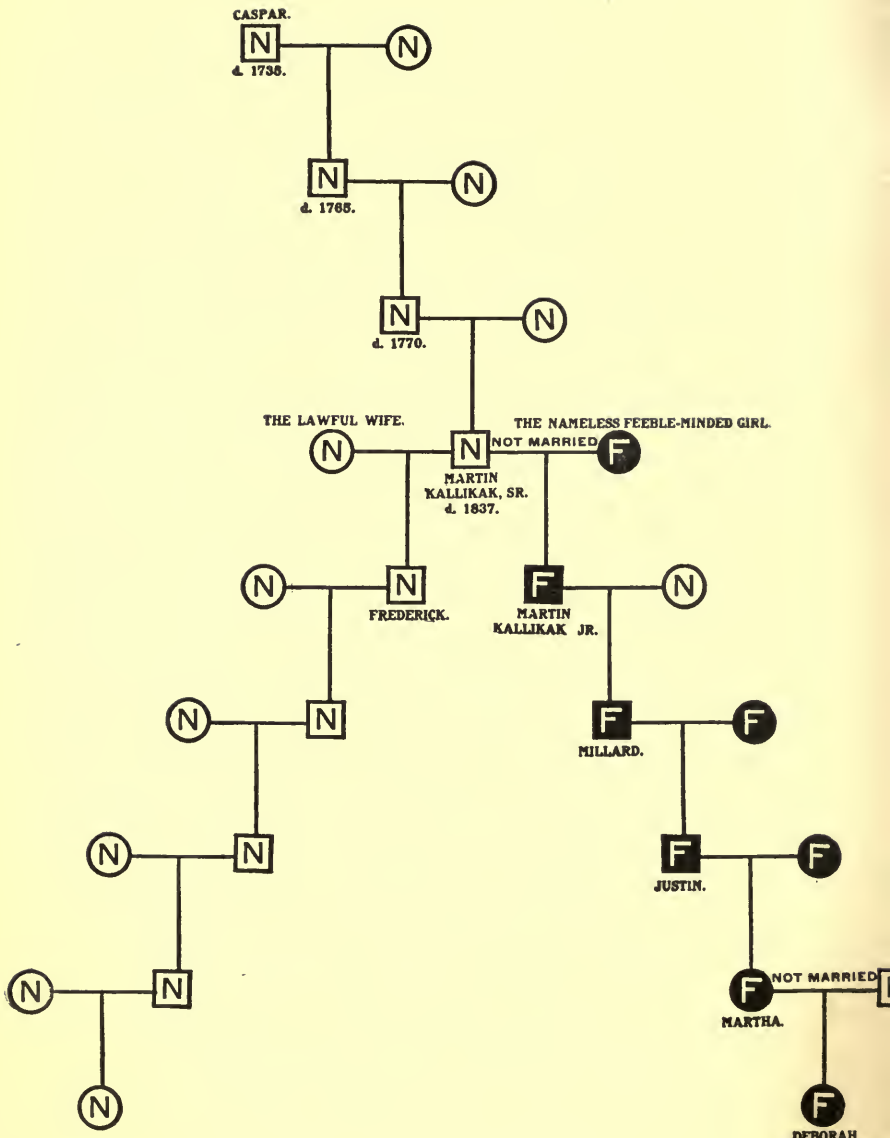 CASPAR.
N N
d. 1735.
N N
d. 1765.
N N
d. 1770.
THE LAWFUL WIFE. THE NAMELESS FEEBLE-MINDED GIRL.
N N NOT MARRIED F
MARTIN
KALLIKAK, SR.
d. 1837.
N N F N
FREDERICK. MARTIN
KALLIKAK JR.
N N F F
MILLARD.
N N F F
JUSTIN.
N N F NOT MARRIED
MARTHA.
N F
DEBORAH